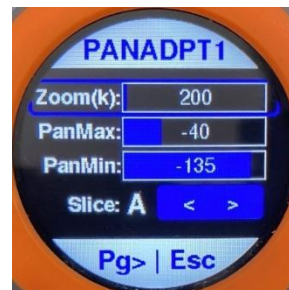 PANADPT1
Zoom(k): 200
PanMax: -40
PanMin: -135
Slice: A < >
Pg> | Esc